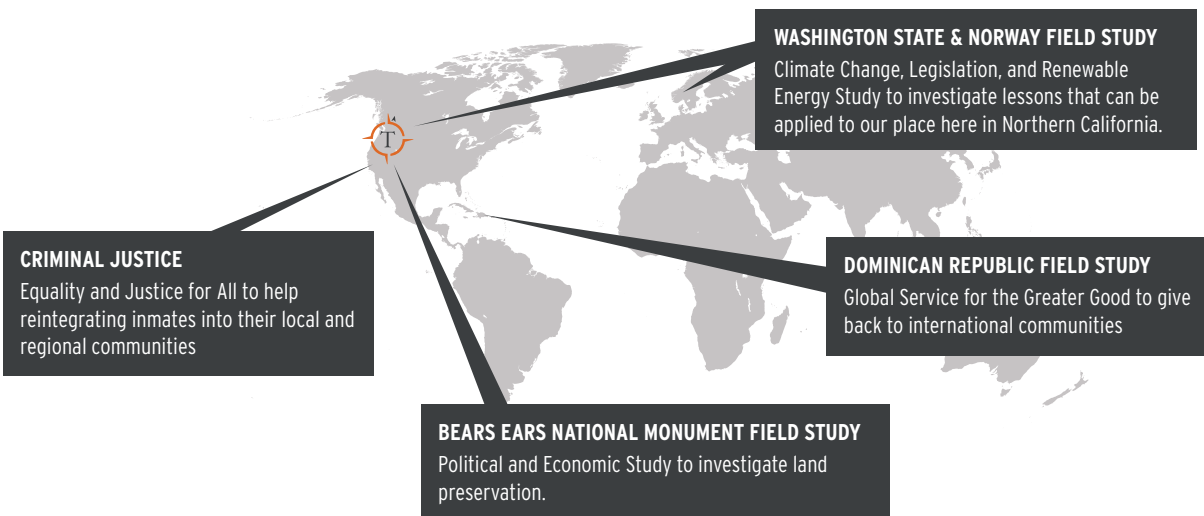 WASHINGTON STATE & NORWAY FIELD STUDY
Climate Change, Legislation, and Renewable
Energy Study to investigate lessons that can be
applied to our place here in Northern California.
T
CRIMINAL JUSTICE
Equality and Justice for All to help
reintegrating inmates into their local and
regional communities
DOMINICAN REPUBLIC FIELD STUDY
Global Service for the Greater Good to give
back to international communities
BEARS EARS NATIONAL MONUMENT FIELD STUDY
Political and Economic Study to investigate land
preservation.